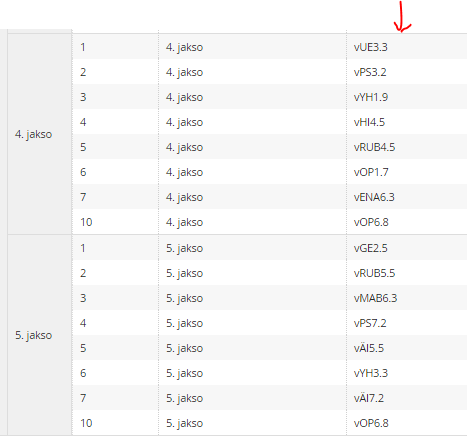 1 4. jakso vUE3.3
2 4. jakso vPS3.2
3 4. jakso vYH1.9
4. jakso 4 4. jakso vHI4.5
5 4. jakso vRUB4.5
6 4. jakso vOP1.7
7 4. jakso vENA6.3
10 4. jakso vOP6.8
1 5. jakso vGE2.5
2 5. jakso vRUB5.5
3 5. jakso vMAB6.3
4 5. jakso vPS7.2
5. jakso 5 5. jakso vÄI5.5
6 5. jakso vYH3.3
7 5. jakso vÄI7.2
10 5. jakso vOP6.8